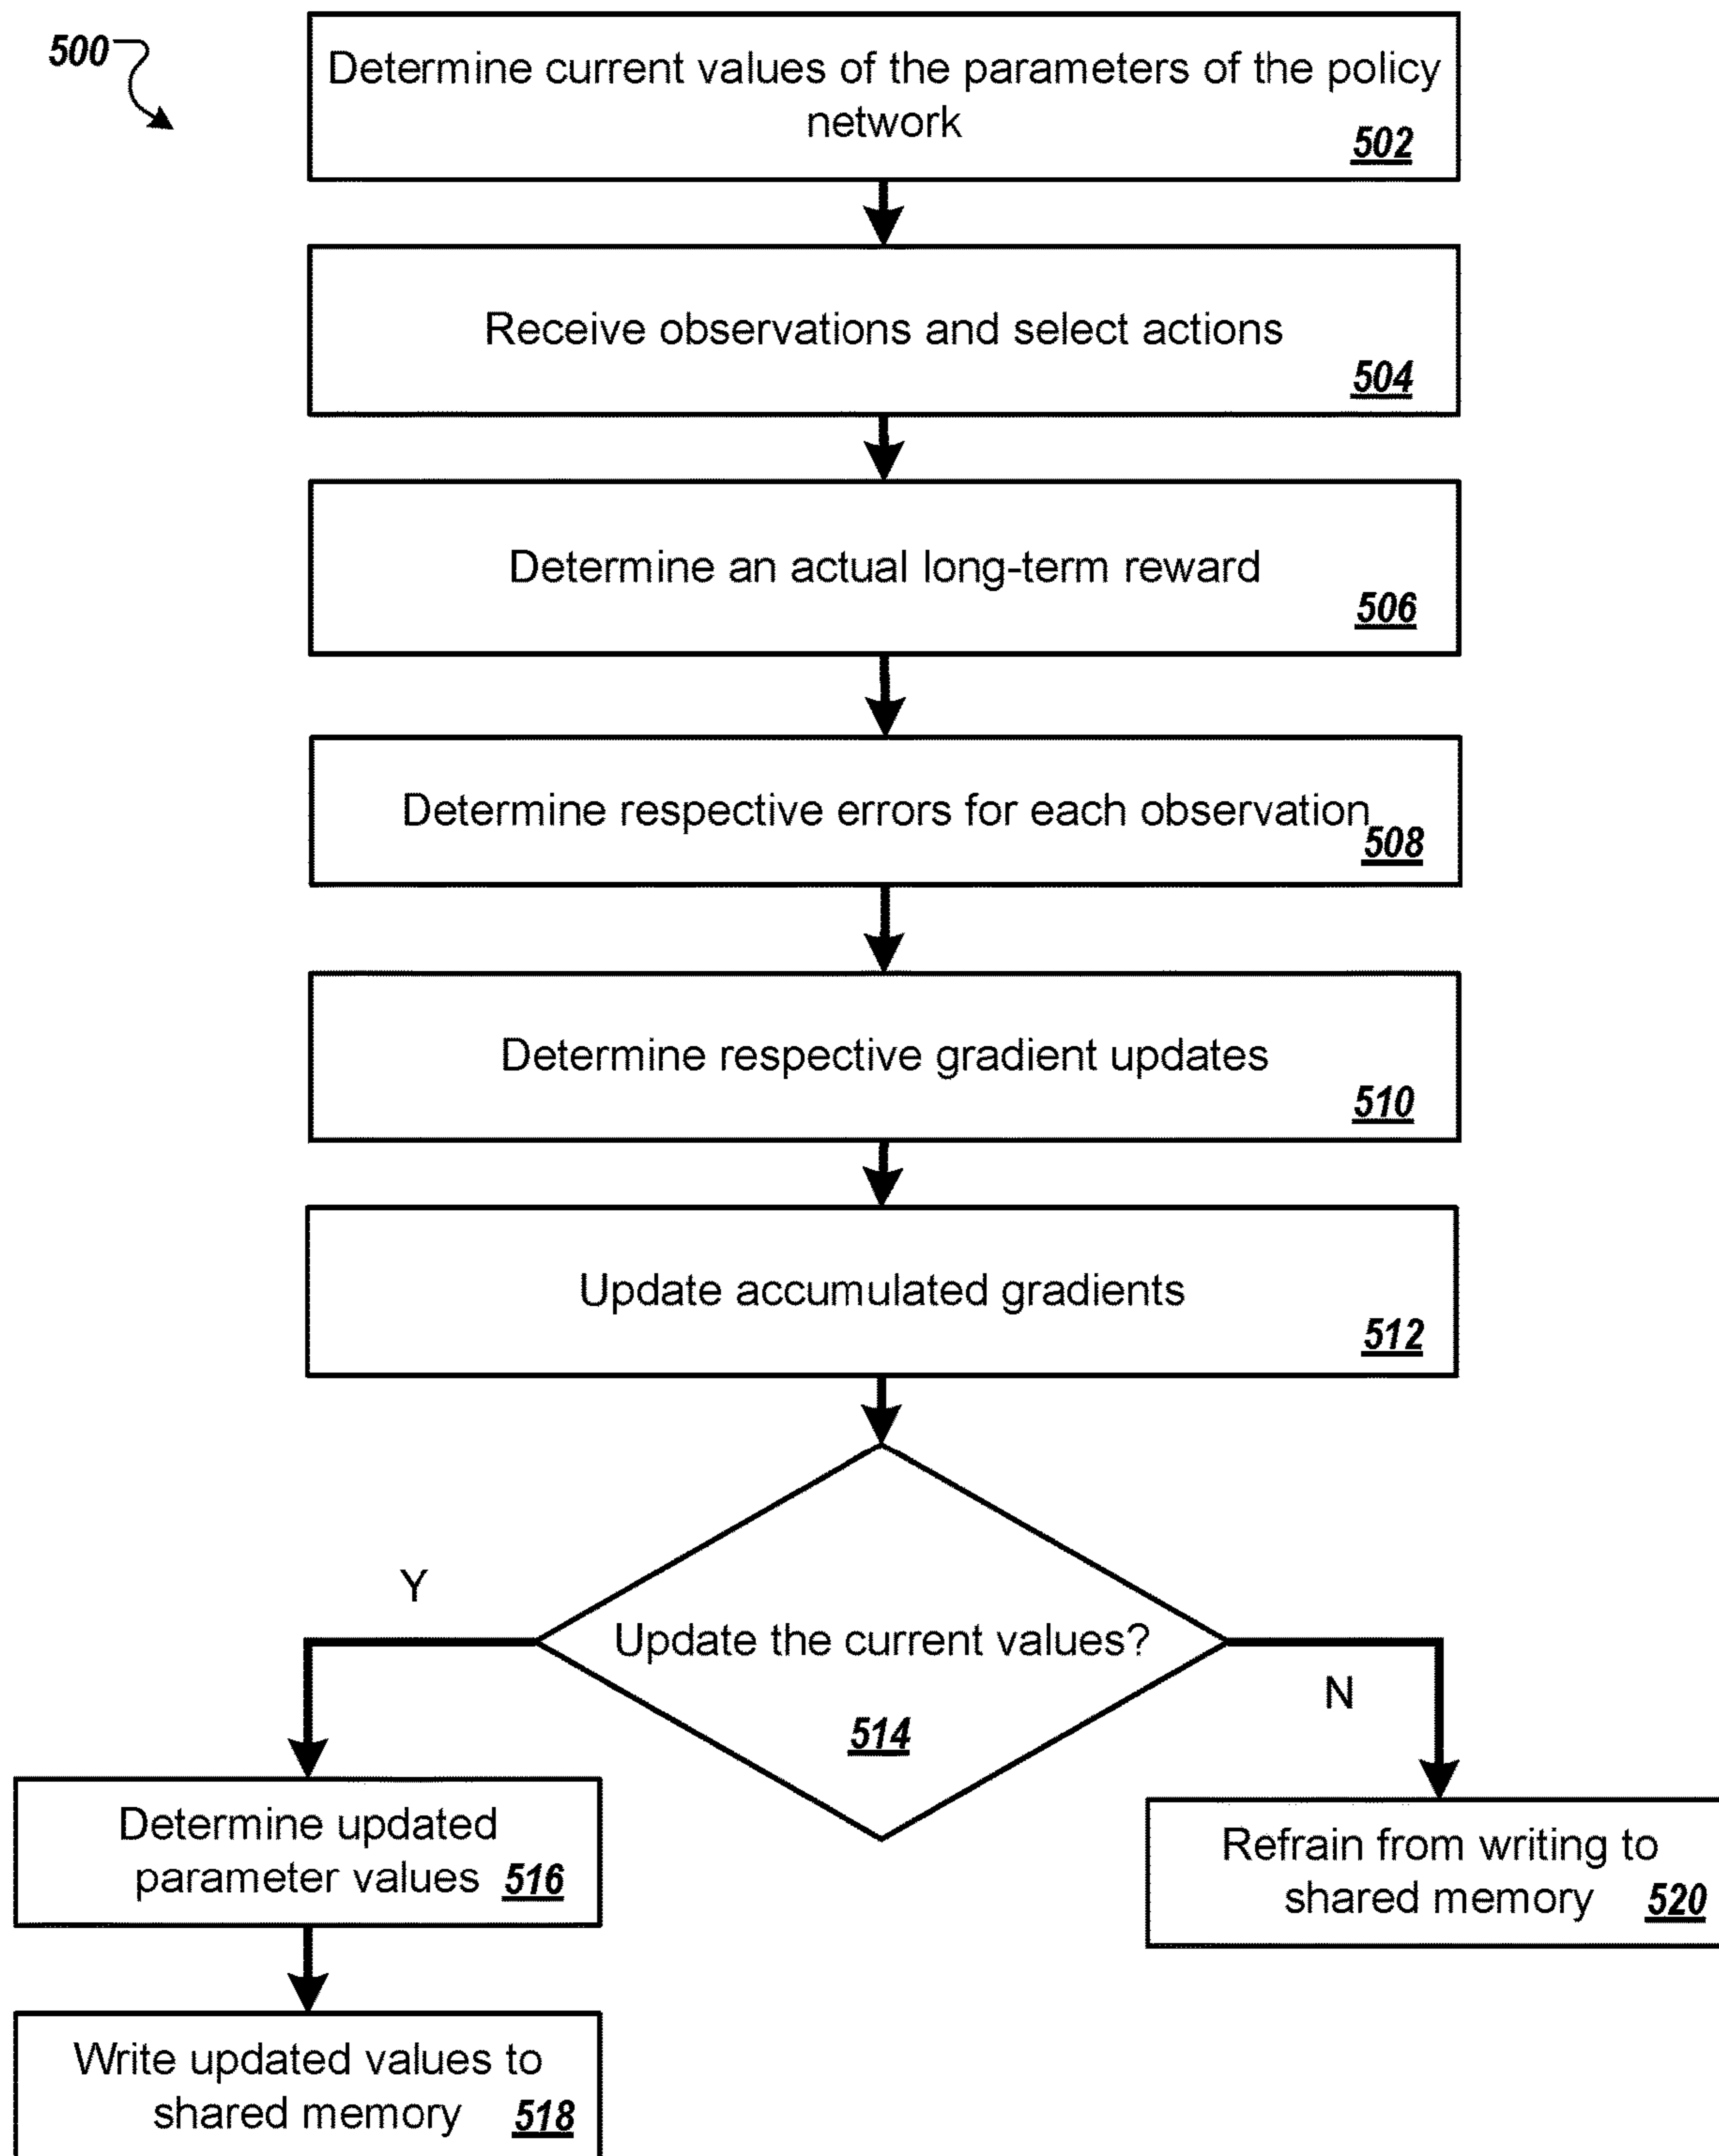 500
Determine current values of the parameters of the policy
network
502
Receive observations and select actions
504
Determine an actual long-term reward
506
Determine respective errors for each observation
508
Determine respective gradient updates
510
Update accumulated gradients
512
Y
Update the current values?
N
514
Determine updated
parameter values 516
Refrain from writing to
shared memory 520
Write updated values to
shared memory 518